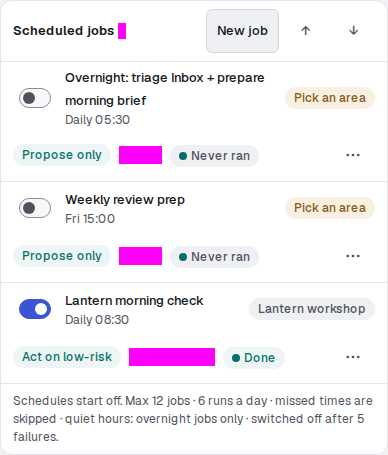 Scheduled jobs
New job ↑ ↓
Overnight: triage Inbox + prepare
morning brief
Daily 05:30
Pick an area
Propose only
Never ran
Weekly review prep
Fri 15:00
Pick an area
Propose only
Never ran
Lantern morning check
Daily 08:30
Lantern workshop
Act on low-risk
Done
Schedules start off. Max 12 jobs · 6 runs a day · missed times are
skipped · quiet hours: overnight jobs only · switched off after 5
failures.